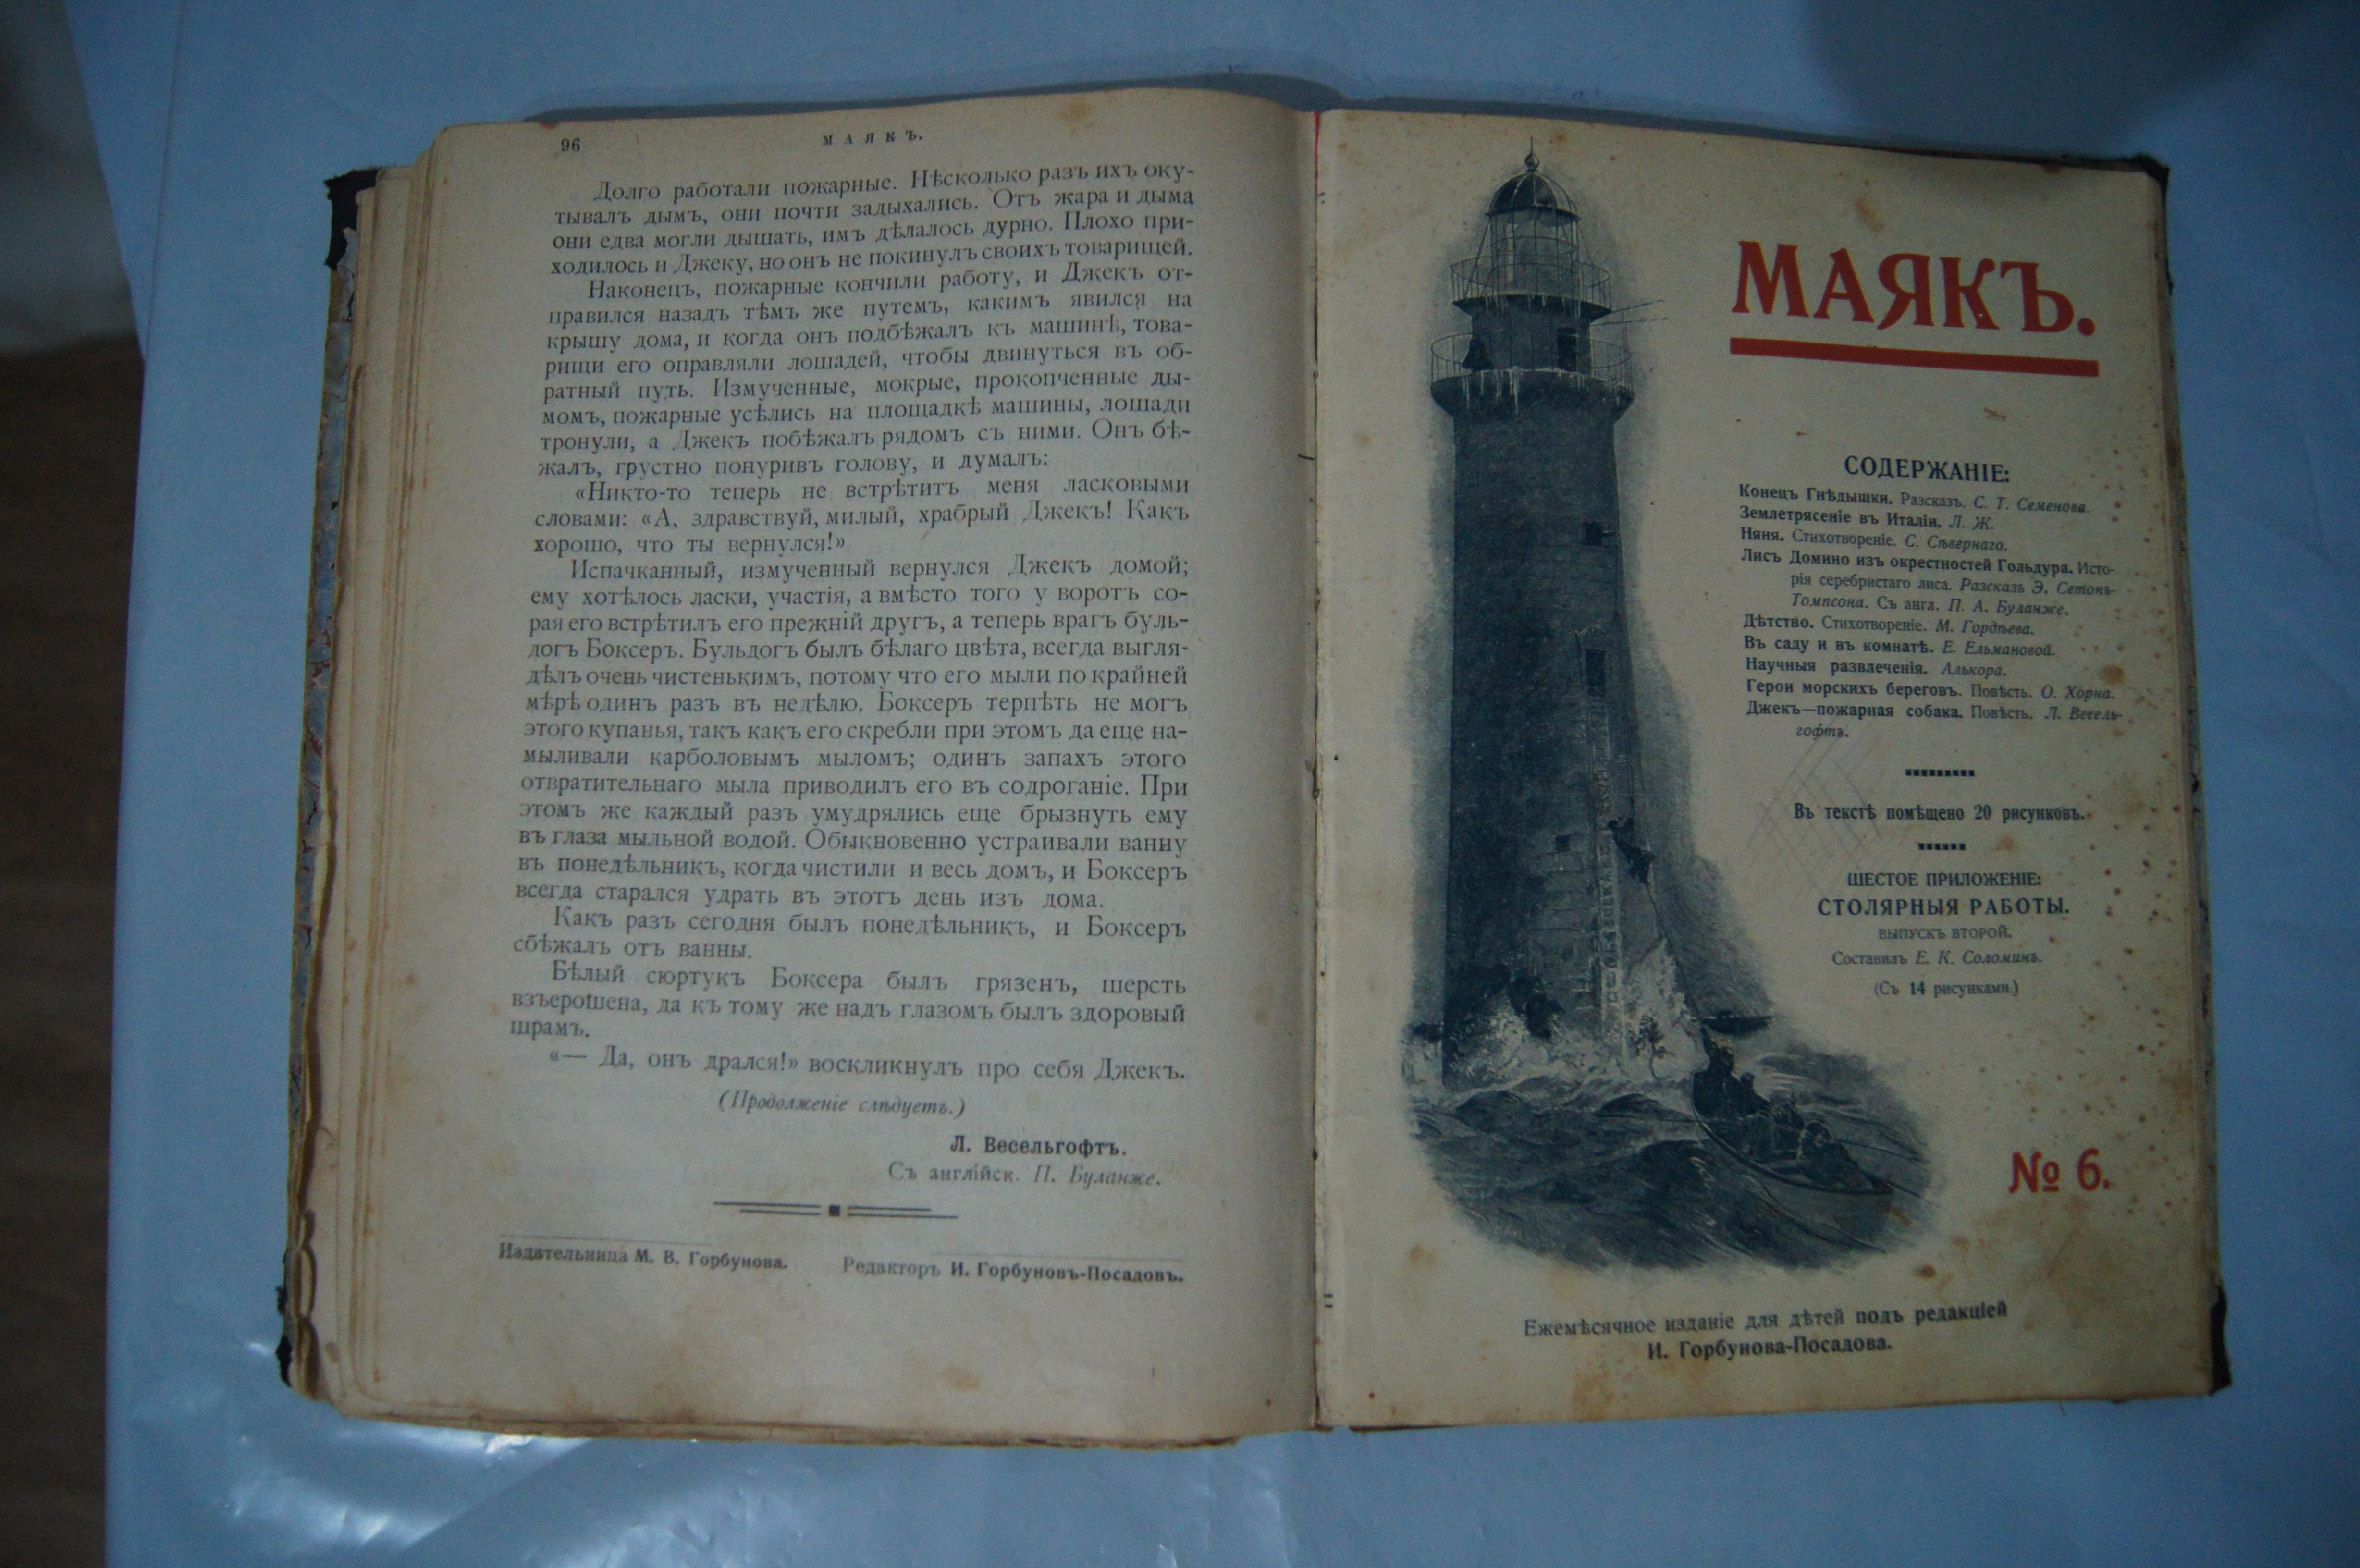 96
МАЯКЪ.
Долго работали пожарные. Нѣсколько разъ ихъ оку-
тывалъ дымъ, они почти задыхались. Отъ жара и дыма
они едва могли дышать, имъ дѣлалось дурно. Плохо при-
ходилось и Джеку, но онъ не покинулъ своихъ товарищей.
Наконецъ, пожарные кончили работу, и Джекъ от-
правился назадъ тѣмъ же путемъ, какимъ явился на
крышу дома, и когда онъ подбѣжалъ къ машинѣ, това-
рищи его оправляли лошадей, чтобы двинуться въ об-
ратный путь. Измученные, мокрые, прокопченные ды-
момъ, пожарные усѣлись на площадкѣ машины, лошади
тронули, а Джекъ побѣжалъ рядомъ съ ними. Онъ бѣ-
жалъ, грустно понуривъ голову, и думалъ:
«Никто-то теперь не встрѣтитъ меня ласковыми
словами: «А, здравствуй, милый, храбрый Джекъ! Какъ
хорошо, что ты вернулся!»
Испачканный, измученный вернулся Джекъ домой;
ему хотѣлось ласки, участія, а вмѣсто того у воротъ со-
рая его встрѣтилъ его прежній другъ, а теперь врагъ буль-
догъ Боксеръ. Бульдогъ былъ бѣлаго цвѣта, всегда выгля-
дѣлъ очень чистенькимъ, потому что его мыли по крайней
мѣрѣ одинъ разъ въ недѣлю. Боксеръ терпѣть не могъ
этого купанья, такъ какъ его скребли при этомъ да еще на-
мыливали карболовымъ мыломъ; одинъ запахъ этого
отвратительнаго мыла приводилъ его въ содроганіе. При
этомъ же каждый разъ умудрялись еще брызнуть ему
въ глаза мыльной водой. Обыкновенно устраивали ванну
въ понедѣльникъ, когда чистили и весь домъ, и Боксеръ
всегда старался удрать въ этотъ день изъ дома.
Какъ разъ сегодня былъ понедѣльникъ, и Боксеръ
сбѣжалъ отъ ванны.
Бѣлый сюртукъ Боксера былъ грязенъ, шерсть
взъерошена, да къ тому же надъ глазомъ былъ здоровый
шрамъ.
«— Да, онъ дрался!» воскликнулъ про себя Джекъ.
(Продолженіе слѣдуетъ.)
Л. Весельгофтъ.
Съ англійск. П. Буланже.
Издательница М. В. Горбунова. Редакторъ И. Горбуновъ-Посадовъ.
МАЯКЪ.
СОДЕРЖАНІЕ:
Конецъ Гнѣдышки. Разсказъ. С. Т. Семенова.
Землетрясеніе въ Италіи. Л. Ж.
Няня. Стихотвореніе. С. Сѣвернаго.
Лисъ Домино изъ окрестностей Гольдура. Исто-
рія серебристаго лиса. Разсказъ Э. Сетонъ-
Томпсона. Съ англ. П. А. Буланже.
Дѣтство. Стихотвореніе. М. Гордѣева.
Въ саду и въ комнатѣ. Е. Ельмановой.
Научныя развлеченія. Алькора.
Герои морскихъ береговъ. Повѣсть. О. Хорна.
Джекъ—пожарная собака. Повѣсть. Л. Весель-
гофтъ.
Въ текстѣ помѣщено 20 рисунковъ.
ШЕСТОЕ ПРИЛОЖЕНІЕ:
СТОЛЯРНЫЯ РАБОТЫ.
ВЫПУСКЪ ВТОРОЙ.
Составилъ Е. К. Соломинъ.
(Съ 14 рисунками.)
№ 6.
Ежемѣсячное изданіе для дѣтей подъ редакціей
И. Горбунова-Посадова.